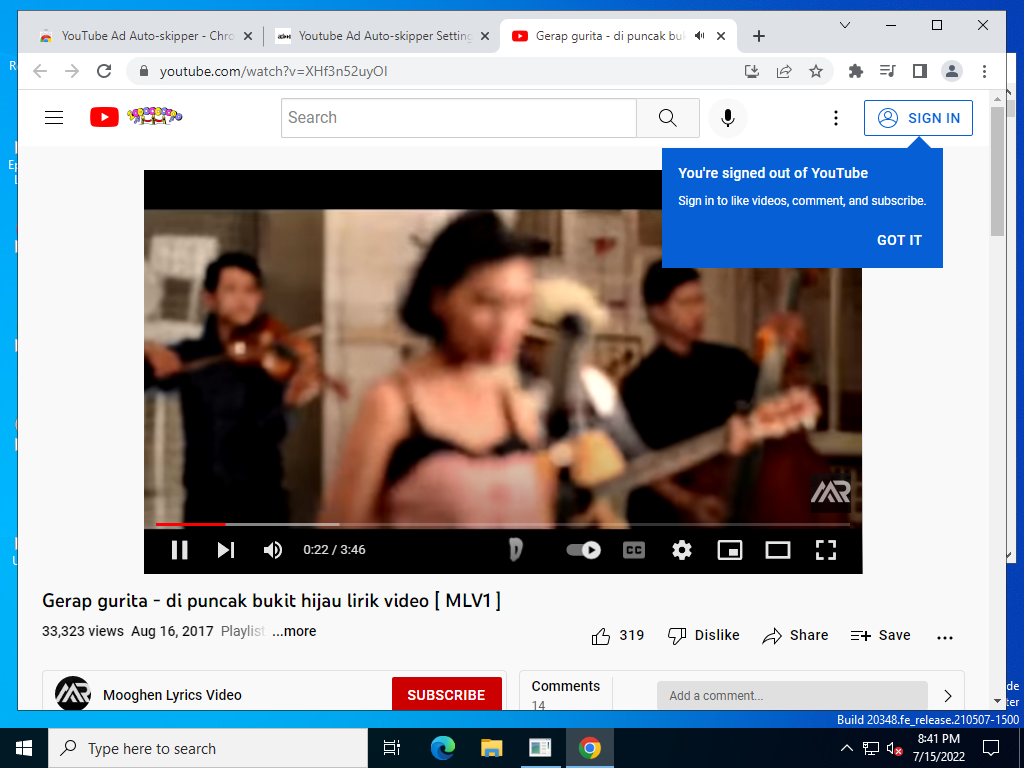 YouTube Ad Auto-skipper - Chro
Youtube Ad Auto-skipper Setting
Gerap gurita - di puncak buk
youtube.com/watch?v=XHf3n52uyOI
Search
SIGN IN
You're signed out of YouTube
Sign in to like videos, comment, and subscribe.
GOT IT
MR
0:22 / 3:46
CC
Gerap gurita - di puncak bukit hijau lirik video [ MLV1 ]
33,323 views Aug 16, 2017 Playlist ...more
319 Dislike Share Save
Mooghen Lyrics Video
SUBSCRIBE
Comments
14
Add a comment...
Build 20348.fe_release.210507-1500
Type here to search
8:41 PM
7/15/2022